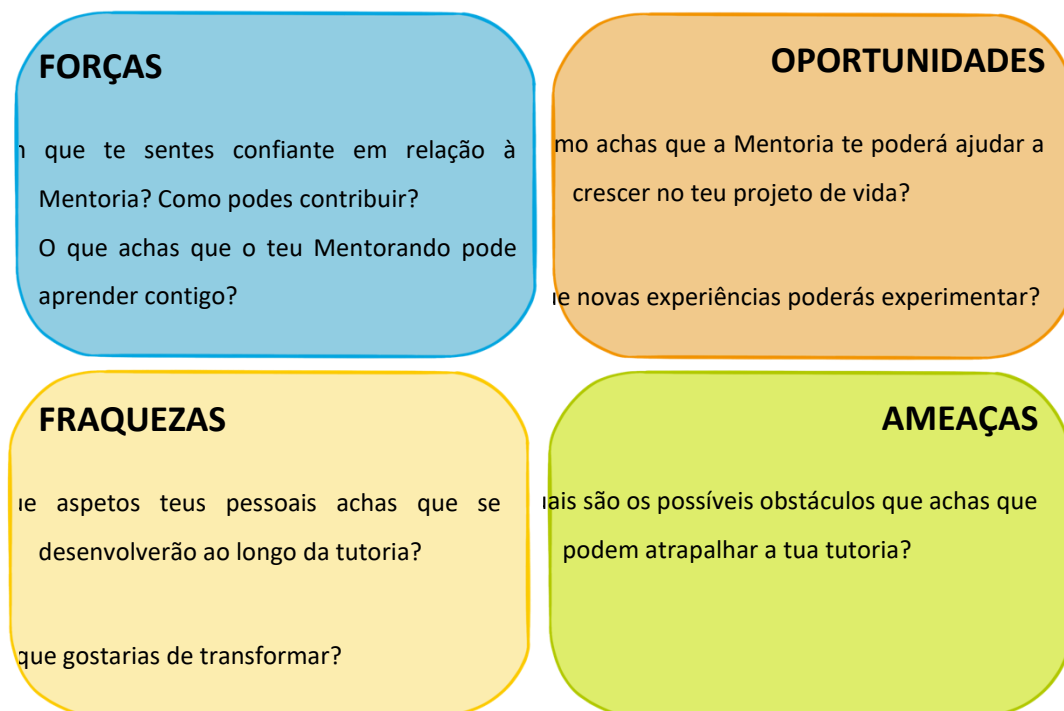 FORÇAS
que te sentes confiante em relação à
Mentoria? Como podes contribuir?
O que achas que o teu Mentorando pode
aprender contigo?
OPORTUNIDADES
mo achas que a Mentoria te poderá ajudar a
crescer no teu projeto de vida?
novas experiências poderás experimentar?
FRAQUEZAS
aspetos teus pessoais achas que se
desenvolverão ao longo da tutoria?
que gostarias de transformar?
AMEAÇAS
ais são os possíveis obstáculos que achas que
podem atrapalhar a tua tutoria?